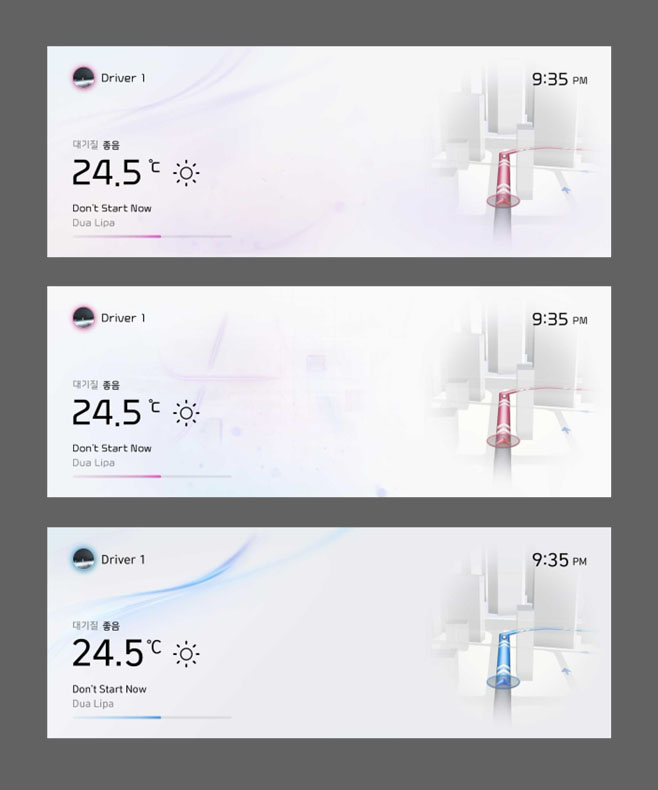 Driver 1
9:35 PM
대기질 좋음
24.5 ℃
Don't Start Now
Dua Lipa
Driver 1
9:35 PM
대기질 좋음
24.5 ℃
Don't Start Now
Dua Lipa
Driver 1
9:35 PM
대기질 좋음
24.5 ℃
Don't Start Now
Dua Lipa